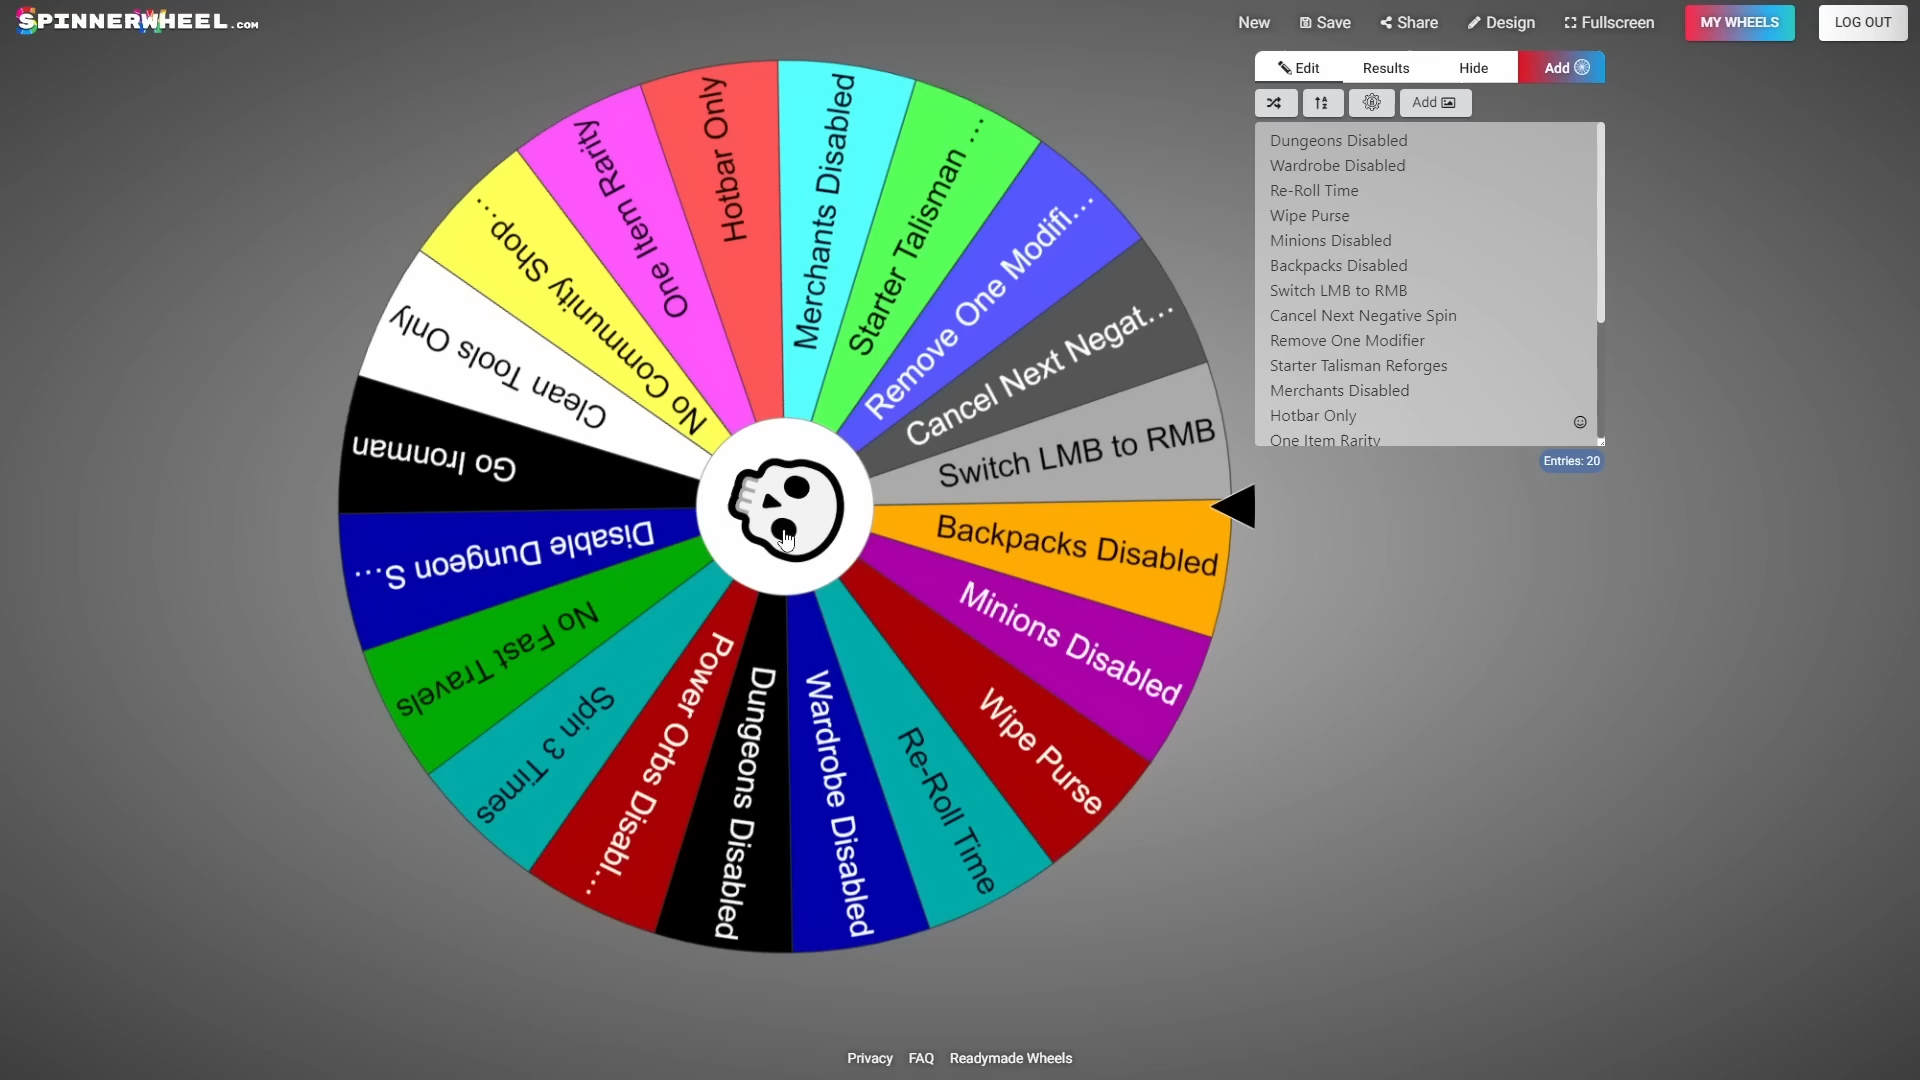 SPINNERWHEEL.COM
New
Save
Share
Design
Fullscreen
MY WHEELS
LOG OUT
Edit
Results
Hide
Add
Add
Dungeons Disabled
Wardrobe Disabled
Re-Roll Time
Wipe Purse
Minions Disabled
Backpacks Disabled
Switch LMB to RMB
Cancel Next Negative Spin
Remove One Modifier
Starter Talisman Reforges
Merchants Disabled
Hotbar Only
One Item Rarity
Entries: 20
Merchants Disabled
Starter Talisman ...
Remove One Modifi...
Cancel Next Negat...
Switch LMB to RMB
Backpacks Disabled
Minions Disabled
Wipe Purse
Re-Roll Time
Wardrobe Disabled
Dungeons Disabled
Power Orbs Disabl...
Spin 3 Times
No Fast Travels
Disable Dungeon S...
Go Ironman
Clean Tools Only
No Community Shop...
One Item Rarity
Hotbar Only
Privacy
FAQ
Readymade Wheels